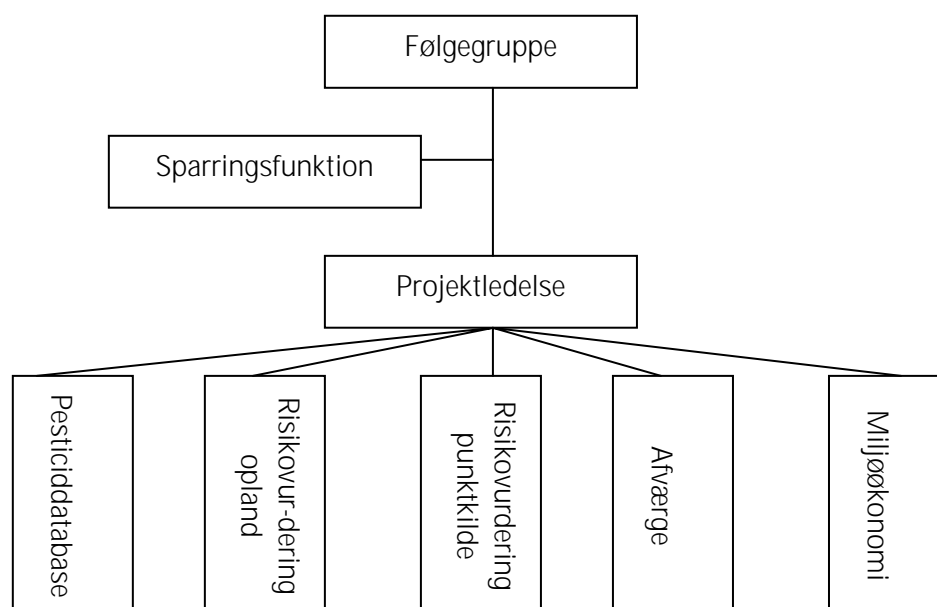 Følgegruppe
Sparringsfunktion
Projektledelse
Pesticiddatabase
Risikovur-dering
opland
Risikovurdering
punktkilde
Afværge
Miljøøkonomi